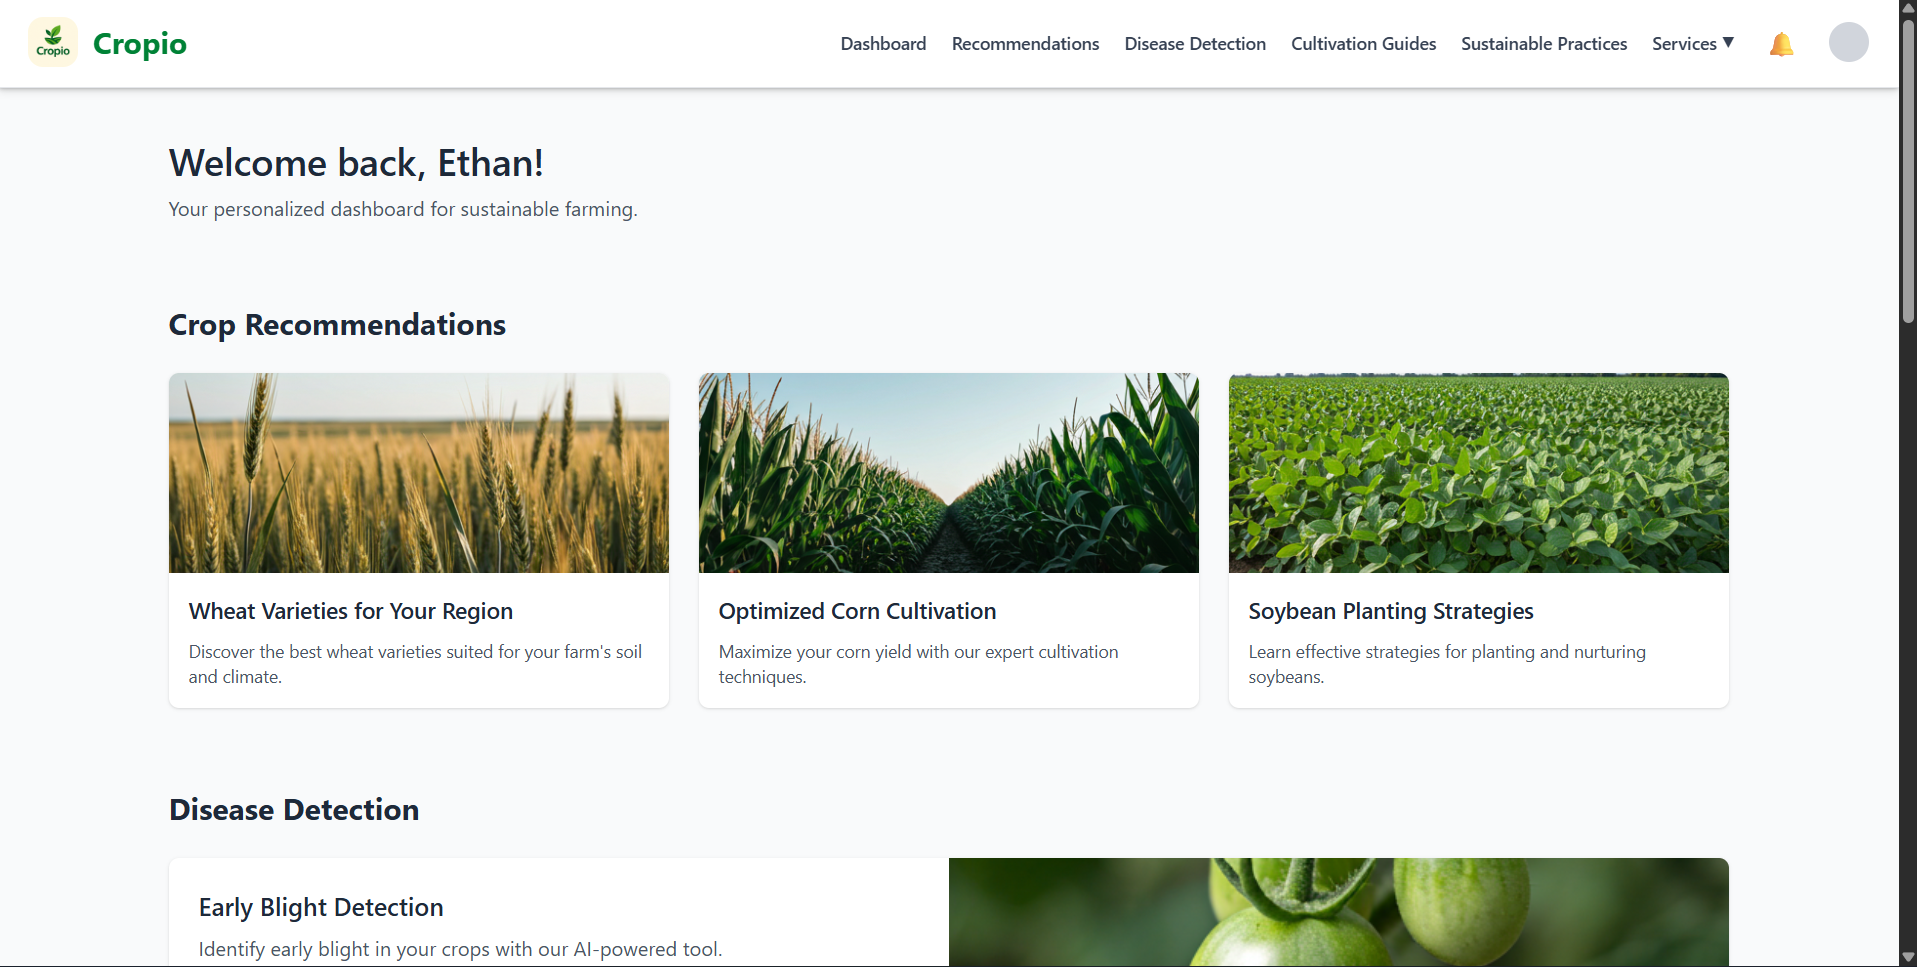 Cropio
Cropio
Dashboard
Recommendations
Disease Detection
Cultivation Guides
Sustainable Practices
Services ▼
Welcome back, Ethan!
Your personalized dashboard for sustainable farming.
Crop Recommendations
Wheat Varieties for Your Region
Discover the best wheat varieties suited for your farm's soil
and climate.
Optimized Corn Cultivation
Maximize your corn yield with our expert cultivation
techniques.
Soybean Planting Strategies
Learn effective strategies for planting and nurturing
soybeans.
Disease Detection
Early Blight Detection
Identify early blight in your crops with our AI-powered tool.